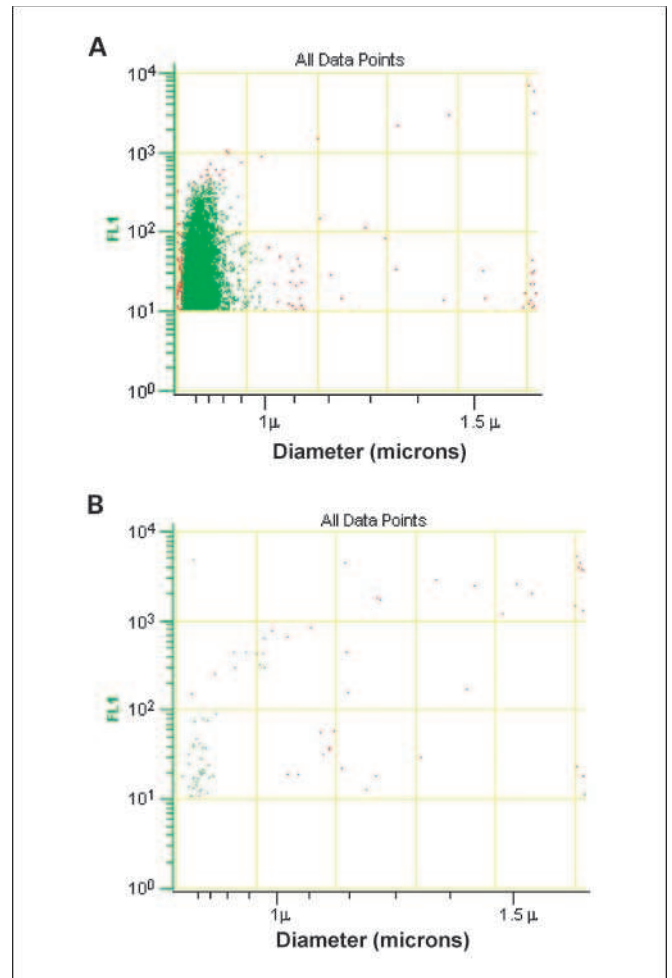 A
All Data Points
10⁴
10³
10²
10¹
10⁰
FL1
1μ
1.5 μ
Diameter (microns)
B
All Data Points
10⁴
10³
10²
10¹
10⁰
FL1
1μ
1.5 μ
Diameter (microns)